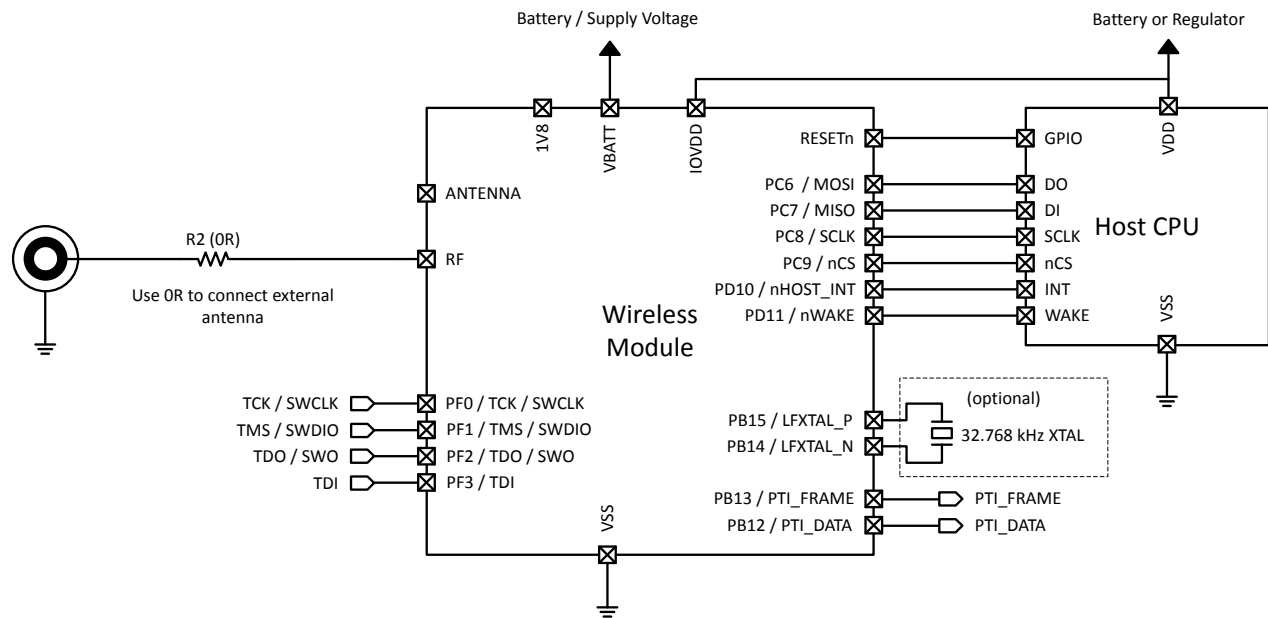 Battery / Supply Voltage
Battery or Regulator
1V8
VBATT
IOVDD
VDD
RESETn
GPIO
ANTENNA
PC6 / MOSI
DO
PC7 / MISO
DI
Host CPU
R2 (0R)
PC8 / SCLK
SCLK
RF
PC9 / nCS
nCS
Use 0R to connect external
antenna
PD10 / nHOST_INT
INT
Wireless
Module
PD11 / nWAKE
WAKE
VSS
TCK / SWCLK
PF0 / TCK / SWCLK
(optional)
PB15 / LFXTAL_P
TMS / SWDIO
PF1 / TMS / SWDIO
32.768 kHz XTAL
PB14 / LFXTAL_N
TDO / SWO
PF2 / TDO / SWO
TDI
PF3 / TDI
PB13 / PTI_FRAME
PTI_FRAME
VSS
PB12 / PTI_DATA
PTI_DATA